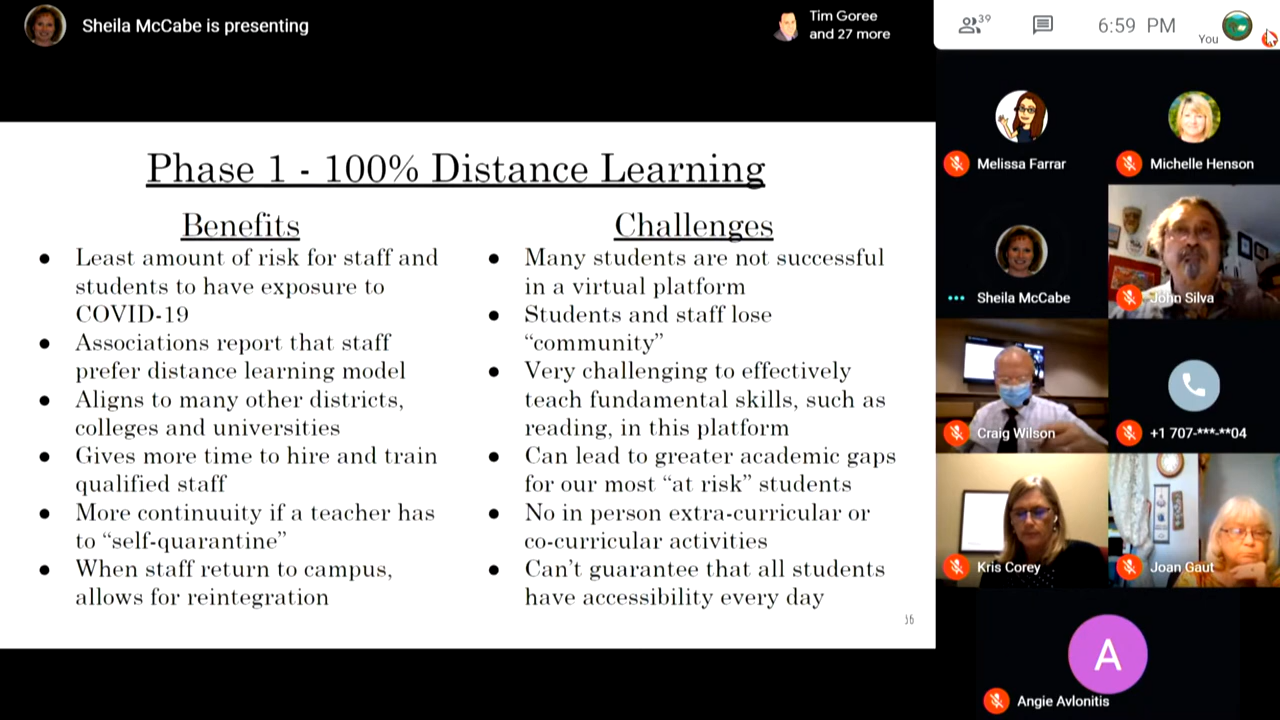 Sheila McCabe is presenting
Tim Goree
and 27 more
39
6:59 PM
You
Phase 1 - 100% Distance Learning
Benefits
● Least amount of risk for staff and
students to have exposure to
COVID-19
● Associations report that staff
prefer distance learning model
● Aligns to many other districts,
colleges and universities
● Gives more time to hire and train
qualified staff
● More continuuity if a teacher has
to “self-quarantine”
● When staff return to campus,
allows for reintegration
Challenges
● Many students are not successful
in a virtual platform
● Students and staff lose
“community”
● Very challenging to effectively
teach fundamental skills, such as
reading, in this platform
● Can lead to greater academic gaps
for our most “at risk” students
● No in person extra-curricular or
co-curricular activities
● Can’t guarantee that all students
have accessibility every day
36
Melissa Farrar
Michelle Henson
Sheila McCabe
John Silva
Craig Wilson
+1 707-***-**04
Kris Corey
Joan Gaut
A
Angie Avlonitis